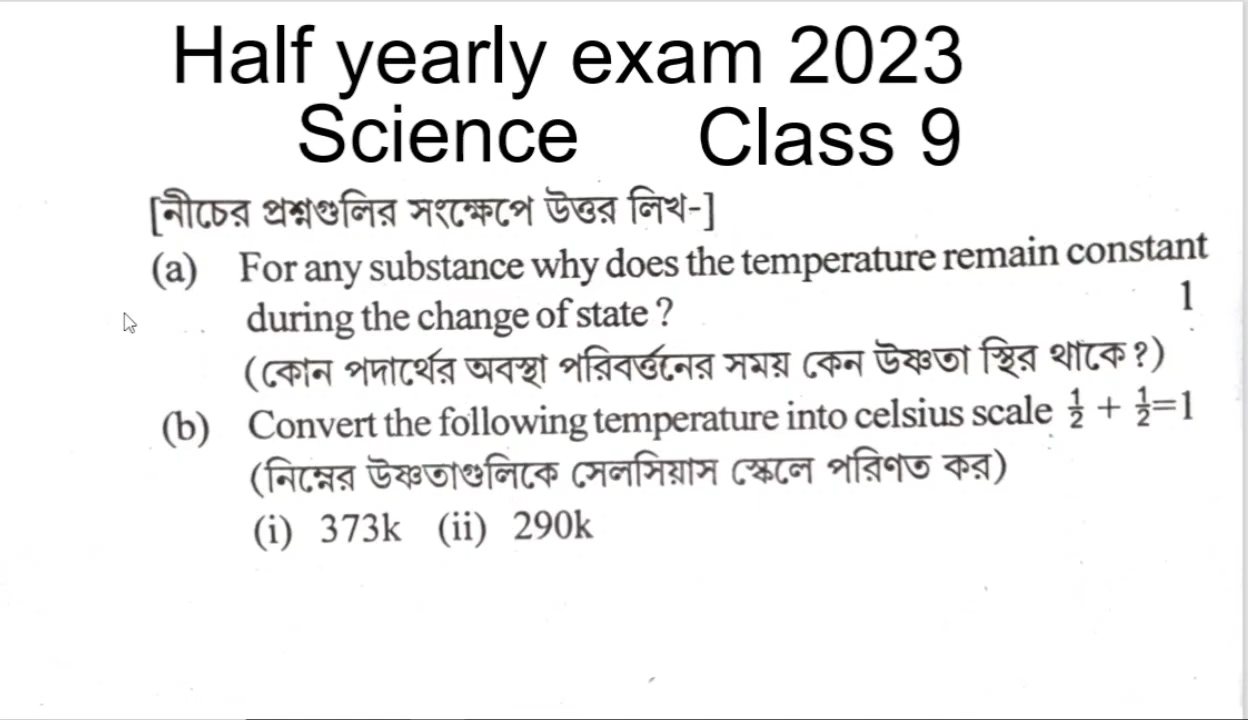 Half yearly exam 2023
Science Class 9
[নীচের প্রশ্নগুলির সংক্ষেপে উত্তর লিখ-]
(a) For any substance why does the temperature remain constant
during the change of state ? 1
(কোন পদার্থের অবস্থা পরিবর্ত্তনের সময় কেন উষ্ণতা স্থির থাকে ?)
(b) Convert the following temperature into celsius scale ½ + ½=1
(নিম্নের উষ্ণতাগুলিকে সেলসিয়াস স্কেলে পরিণত কর)
(i) 373k (ii) 290k